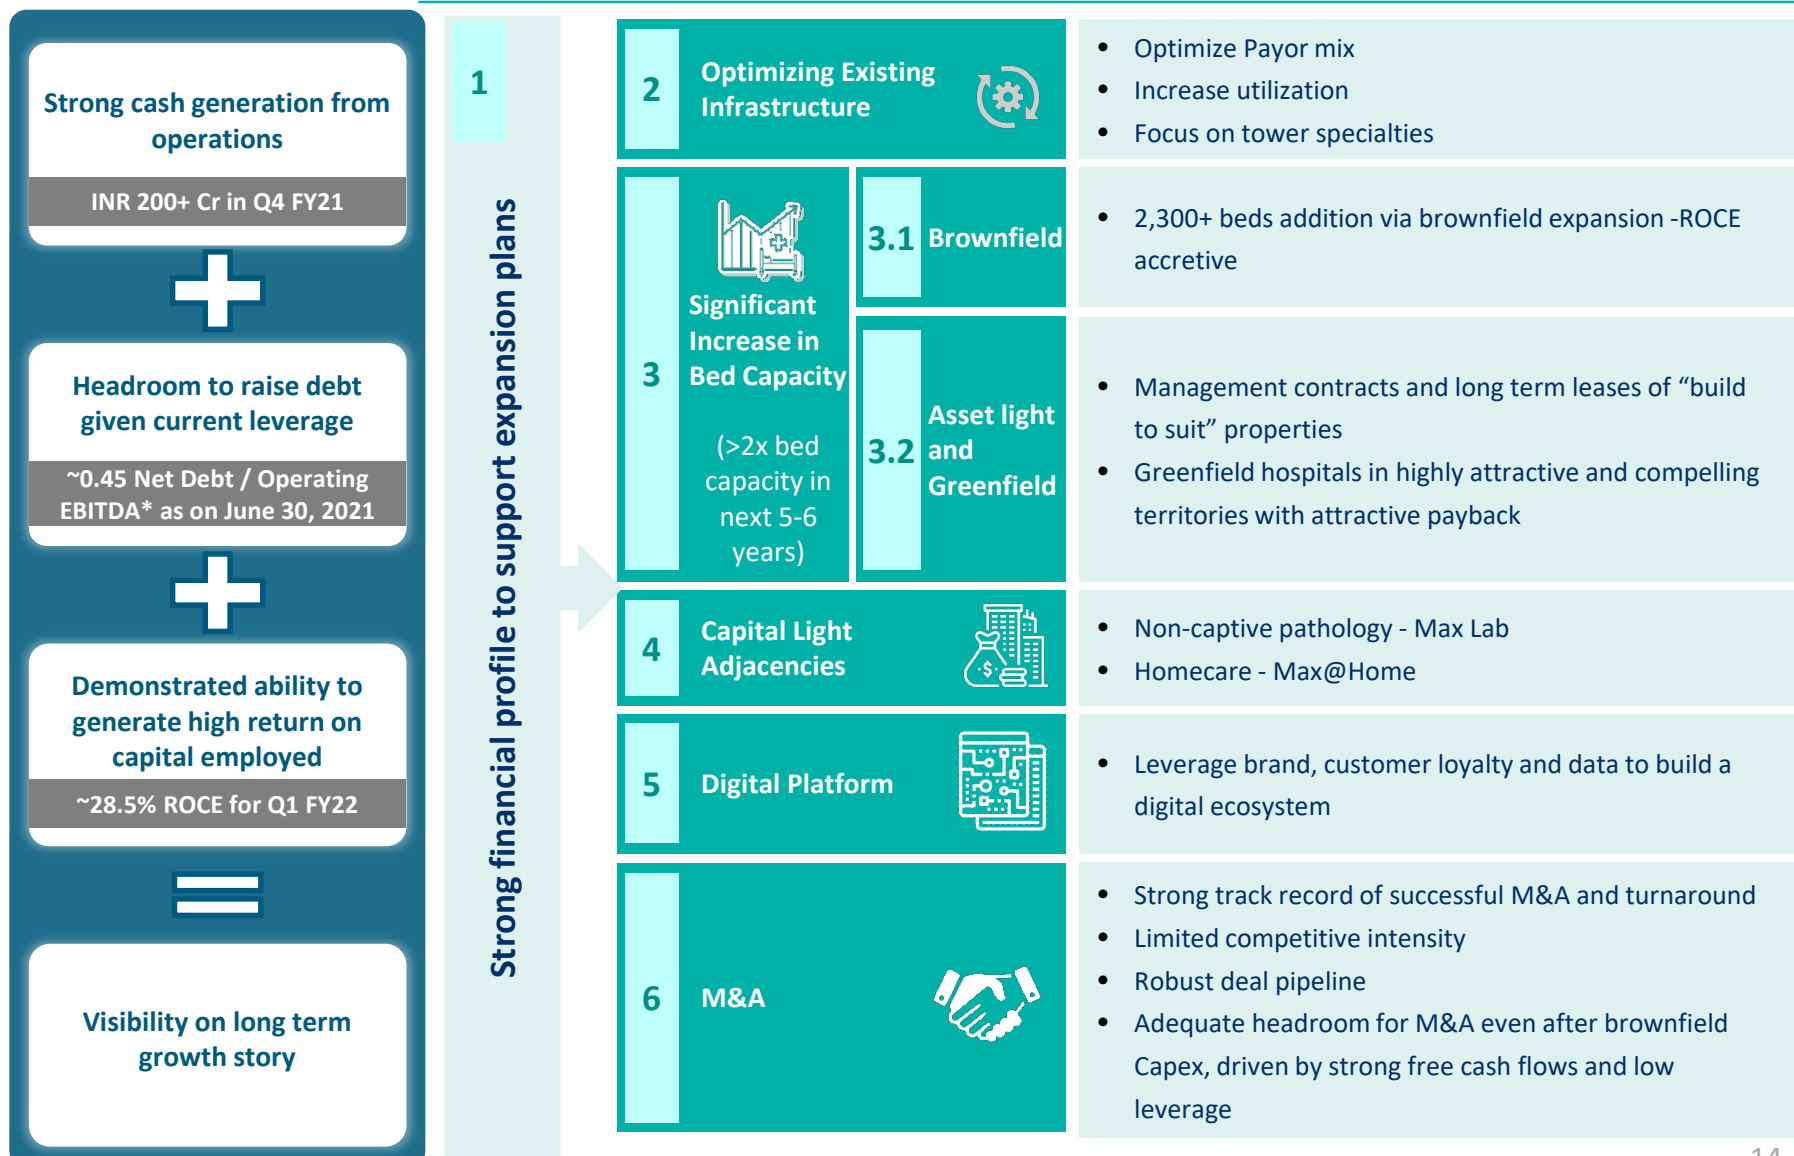 Strong cash generation from
operations
INR 200+ Cr in Q4 FY21
Headroom to raise debt
given current leverage
~0.45 Net Debt / Operating
EBITDA* as on June 30, 2021
Demonstrated ability to
generate high return on
capital employed
~28.5% ROCE for Q1 FY22
Visibility on long term
growth story
1
Strong financial profile to support expansion plans
2
Optimizing Existing
Infrastructure
• Optimize Payor mix
• Increase utilization
• Focus on tower specialties
3
Significant
Increase in
Bed Capacity
(>2x bed
capacity in
next 5-6
years)
3.1 Brownfield
• 2,300+ beds addition via brownfield expansion -ROCE
accretive
3.2
Asset light
and
Greenfield
• Management contracts and long term leases of “build
to suit” properties
• Greenfield hospitals in highly attractive and compelling
territories with attractive payback
4
Capital Light
Adjacencies
$
• Non-captive pathology - Max Lab
• Homecare - Max@Home
5
Digital Platform
• Leverage brand, customer loyalty and data to build a
digital ecosystem
6
M&A
• Strong track record of successful M&A and turnaround
• Limited competitive intensity
• Robust deal pipeline
• Adequate headroom for M&A even after brownfield
Capex, driven by strong free cash flows and low
leverage
14